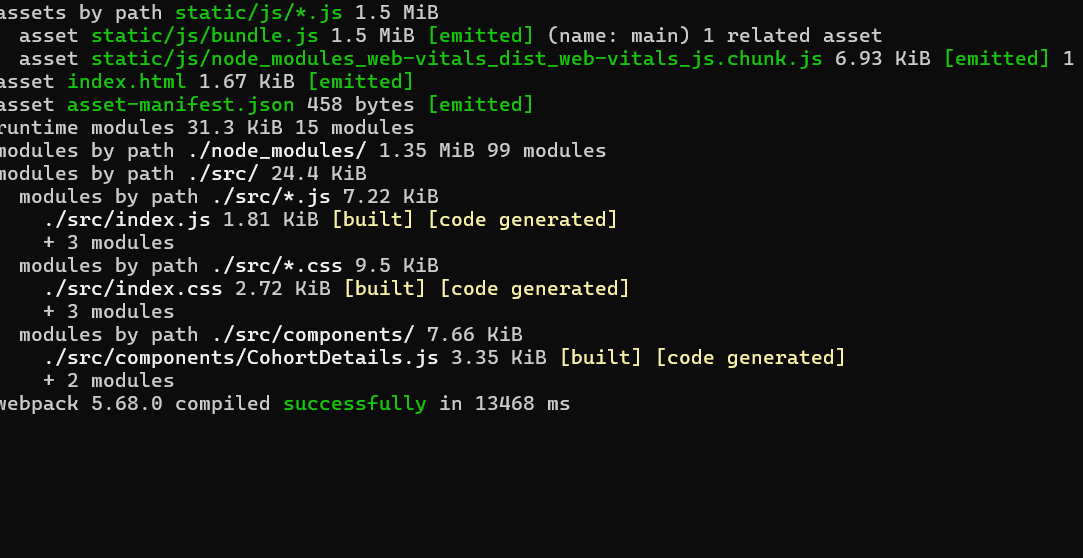 assets by path static/js/*.js 1.5 MiB
asset static/js/bundle.js 1.5 MiB [emitted] (name: main) 1 related asset
asset static/js/node_modules_web-vitals_dist_web-vitals_js.chunk.js 6.93 KiB [emitted] 1
asset index.html 1.67 KiB [emitted]
asset asset-manifest.json 458 bytes [emitted]
runtime modules 31.3 KiB 15 modules
modules by path ./node_modules/ 1.35 MiB 99 modules
modules by path ./src/ 24.4 KiB
modules by path ./src/*.js 7.22 KiB
./src/index.js 1.81 KiB [built] [code generated]
+ 3 modules
modules by path ./src/*.css 9.5 KiB
./src/index.css 2.72 KiB [built] [code generated]
+ 3 modules
modules by path ./src/components/ 7.66 KiB
./src/components/CohortDetails.js 3.35 KiB [built] [code generated]
+ 2 modules
webpack 5.68.0 compiled successfully in 13468 ms